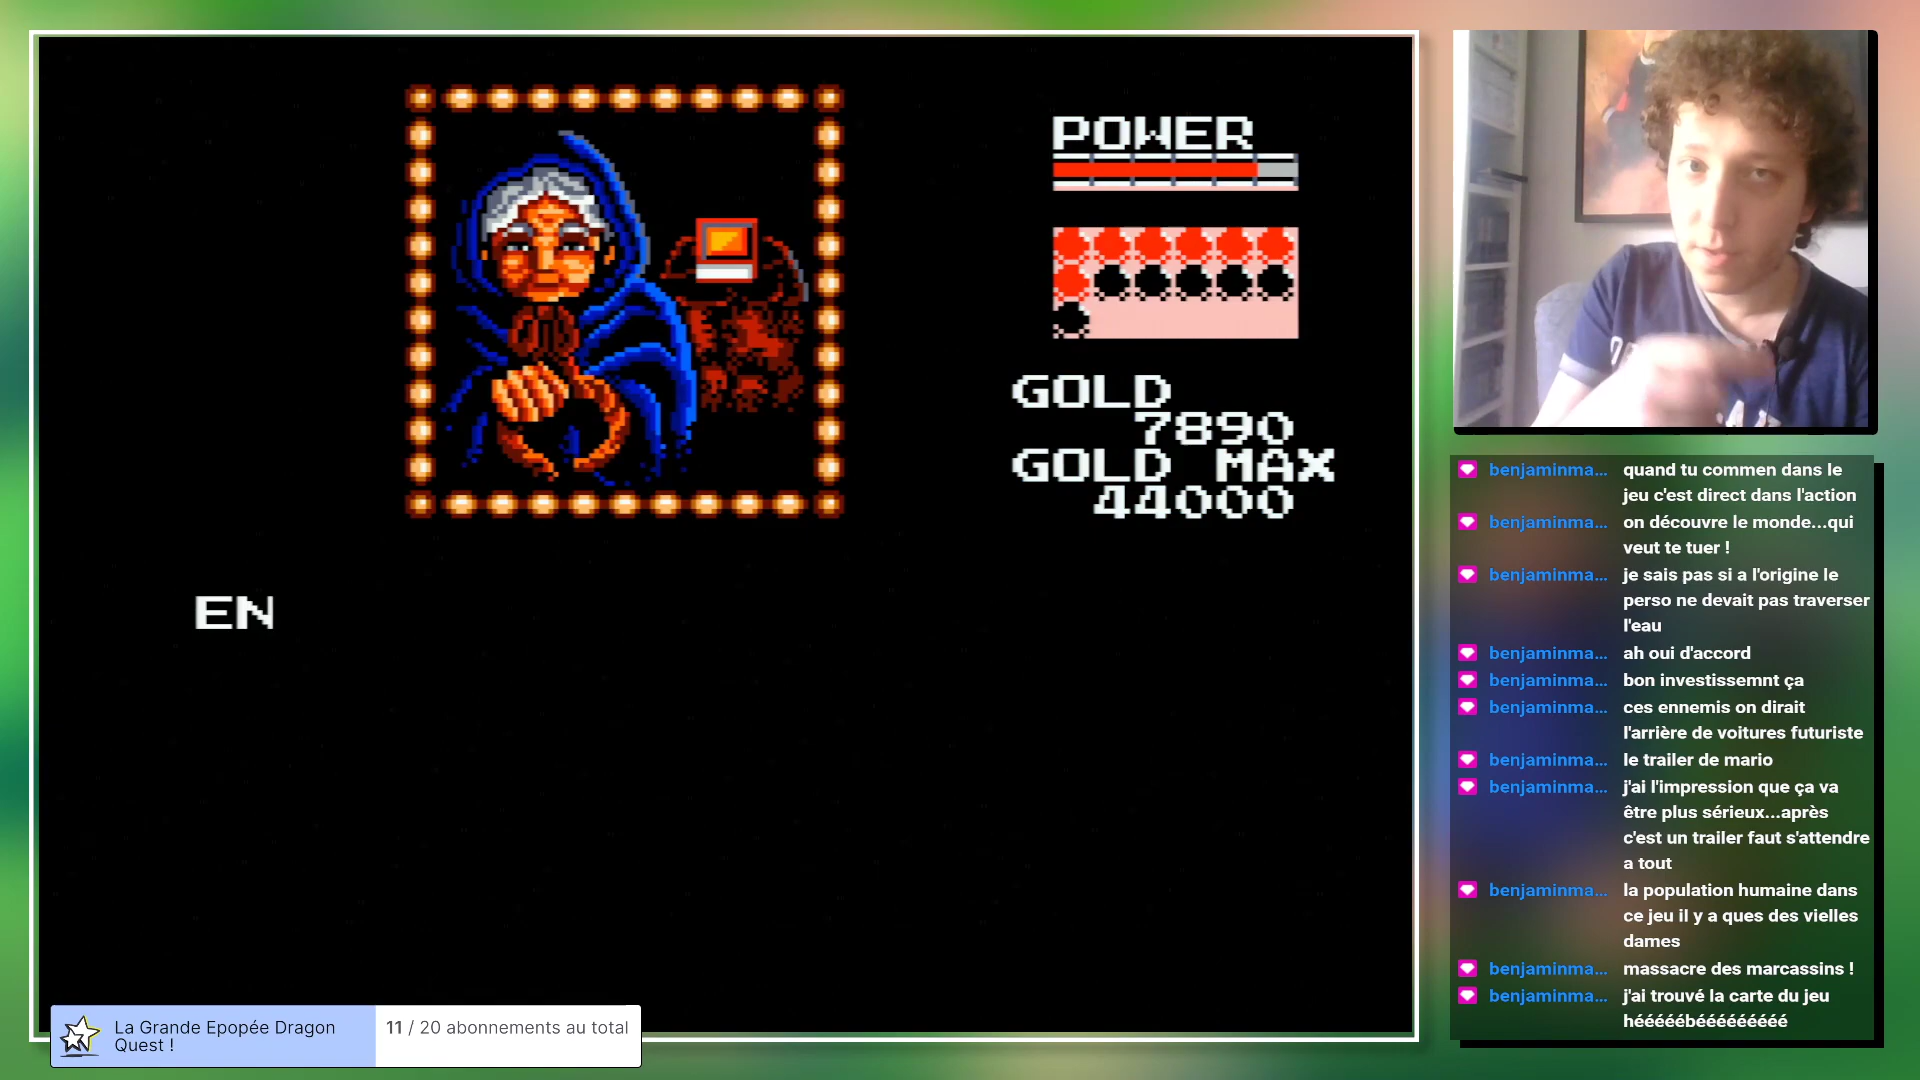 POWER
GOLD
7890
GOLD MAX
44000
EN
La Grande Epopée Dragon
Quest !
11 / 20 abonnements au total
benjaminma... quand tu commen dans le
jeu c'est direct dans l'action
benjaminma... on découvre le monde...qui
veut te tuer !
benjaminma... je sais pas si a l'origine le
perso ne devait pas traverser
l'eau
benjaminma... ah oui d'accord
benjaminma... bon investissemnt ça
benjaminma... ces ennemis on dirait
l'arrière de voitures futuriste
benjaminma... le trailer de mario
benjaminma... j'ai l'impression que ça va
être plus sérieux...après
c'est un trailer faut s'attendre
a tout
benjaminma... la population humaine dans
ce jeu il y a ques des vielles
dames
benjaminma... massacre des marcassins !
benjaminma... j'ai trouvé la carte du jeu
hééééébééééééééé